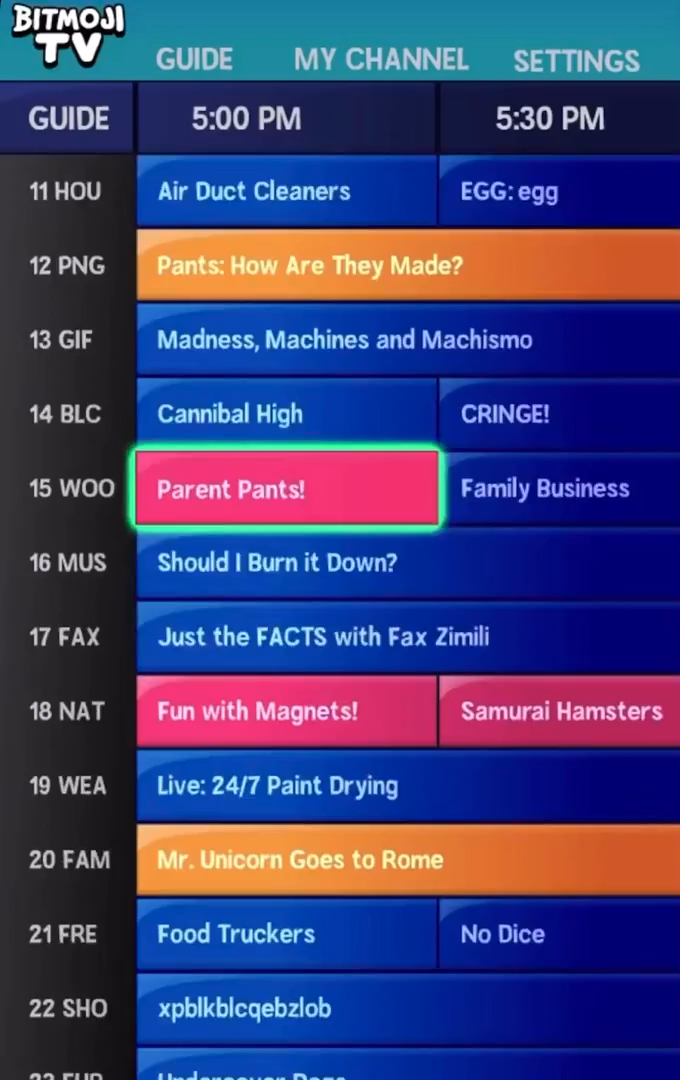 BITMOJI
TV
GUIDE MY CHANNEL SETTINGS
GUIDE 5:00 PM 5:30 PM
11 HOU Air Duct Cleaners EGG: egg
12 PNG Pants: How Are They Made?
13 GIF Madness, Machines and Machismo
14 BLC Cannibal High CRINGE!
15 WOO Parent Pants! Family Business
16 MUS Should I Burn it Down?
17 FAX Just the FACTS with Fax Zimili
18 NAT Fun with Magnets! Samurai Hamsters
19 WEA Live: 24/7 Paint Drying
20 FAM Mr. Unicorn Goes to Rome
21 FRE Food Truckers No Dice
22 SHO xpblkblcqebzlob